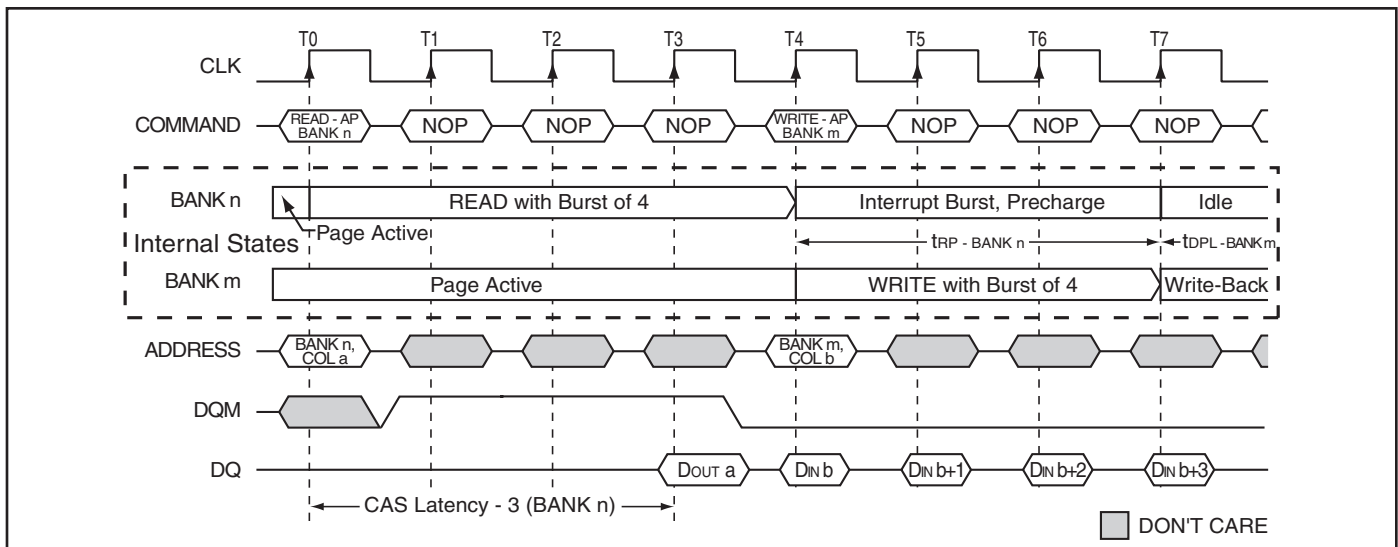 T0 T1 T2 T3 T4 T5 T6 T7
CLK
COMMAND READ - AP BANK n NOP NOP NOP WRITE - AP BANK m NOP NOP NOP
BANK n READ with Burst of 4 Interrupt Burst, Precharge Idle
Internal States Page Active tRP - BANK n tDPL - BANK m
BANK m Page Active WRITE with Burst of 4 Write-Back
ADDRESS BANK n, COL a BANK m, COL b
DQM
DQ DOUT a DIN b DIN b+1 DIN b+2 DIN b+3
CAS Latency - 3 (BANK n)
DON'T CARE